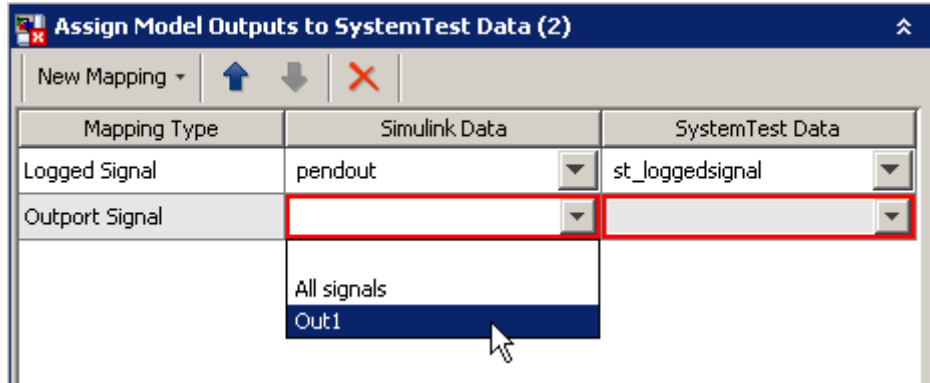 Assign Model Outputs to SystemTest Data (2)
New Mapping
Mapping Type Simulink Data SystemTest Data
Logged Signal pendout st_loggedsignal
Outport Signal
All signals
Out1